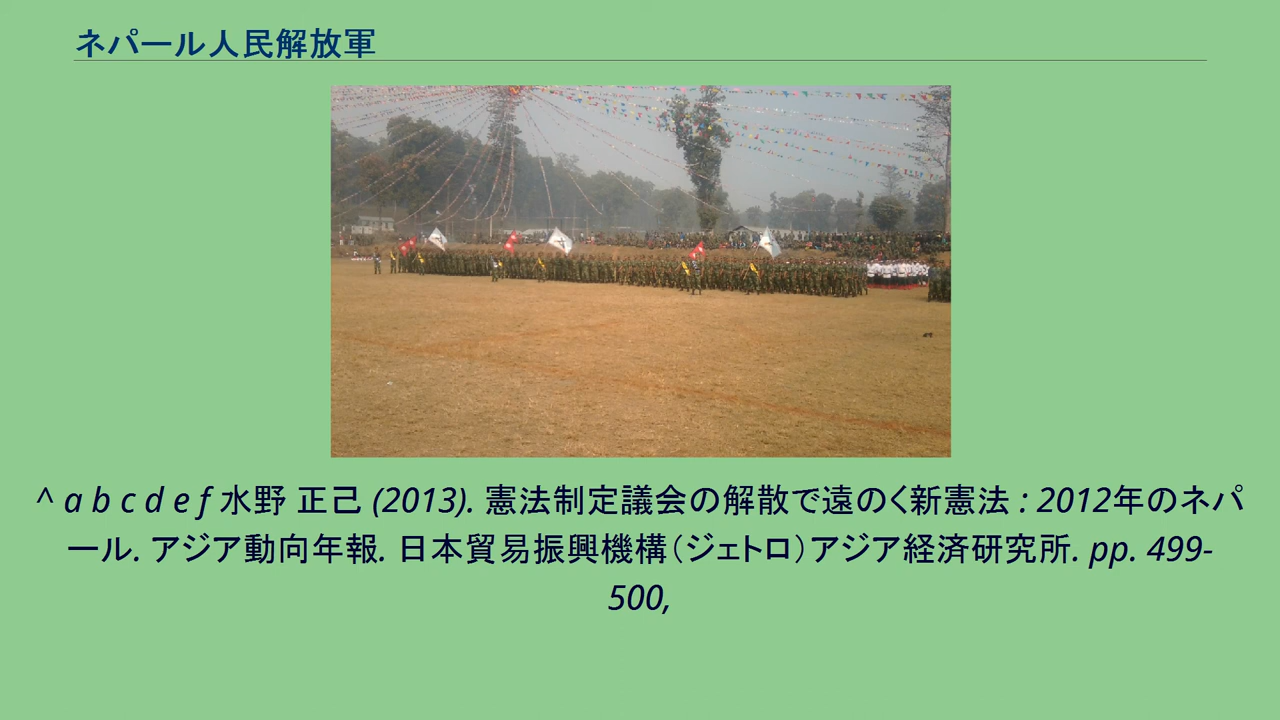 ネパール人民解放軍
^ a b c d e f 水野 正己 (2013). 憲法制定議会の解散で遠のく新憲法 : 2012年のネパ
ール. アジア動向年報. 日本貿易振興機構（ジェトロ）アジア経済研究所. pp. 499-
500,